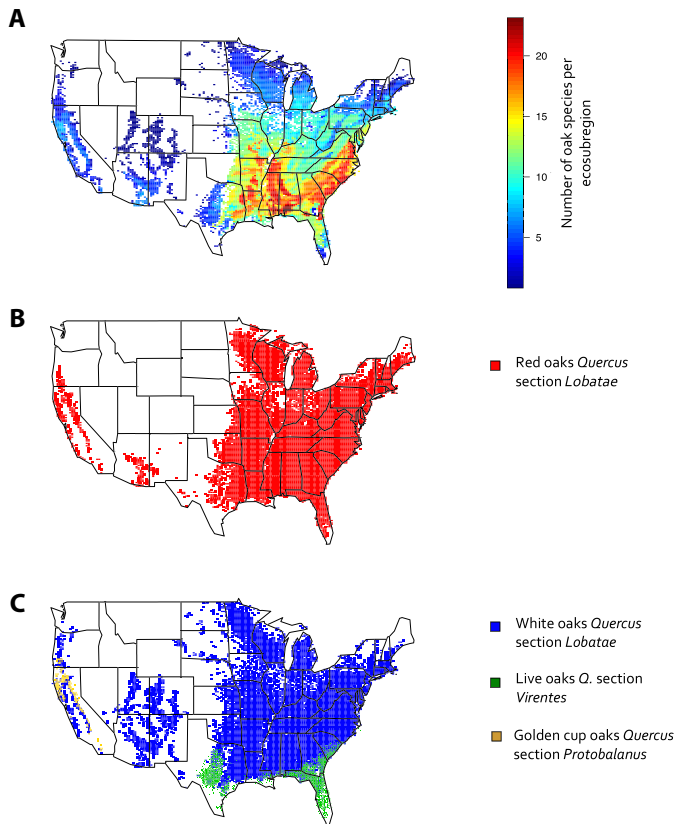 A
20
15
10
5
Number of oak species per
ecosubregion
B
Red oaks Quercus
section Lobatae
C
White oaks Quercus
section Lobatae
Live oaks Q. section
Virentes
Golden cup oaks Quercus
section Protobalanus